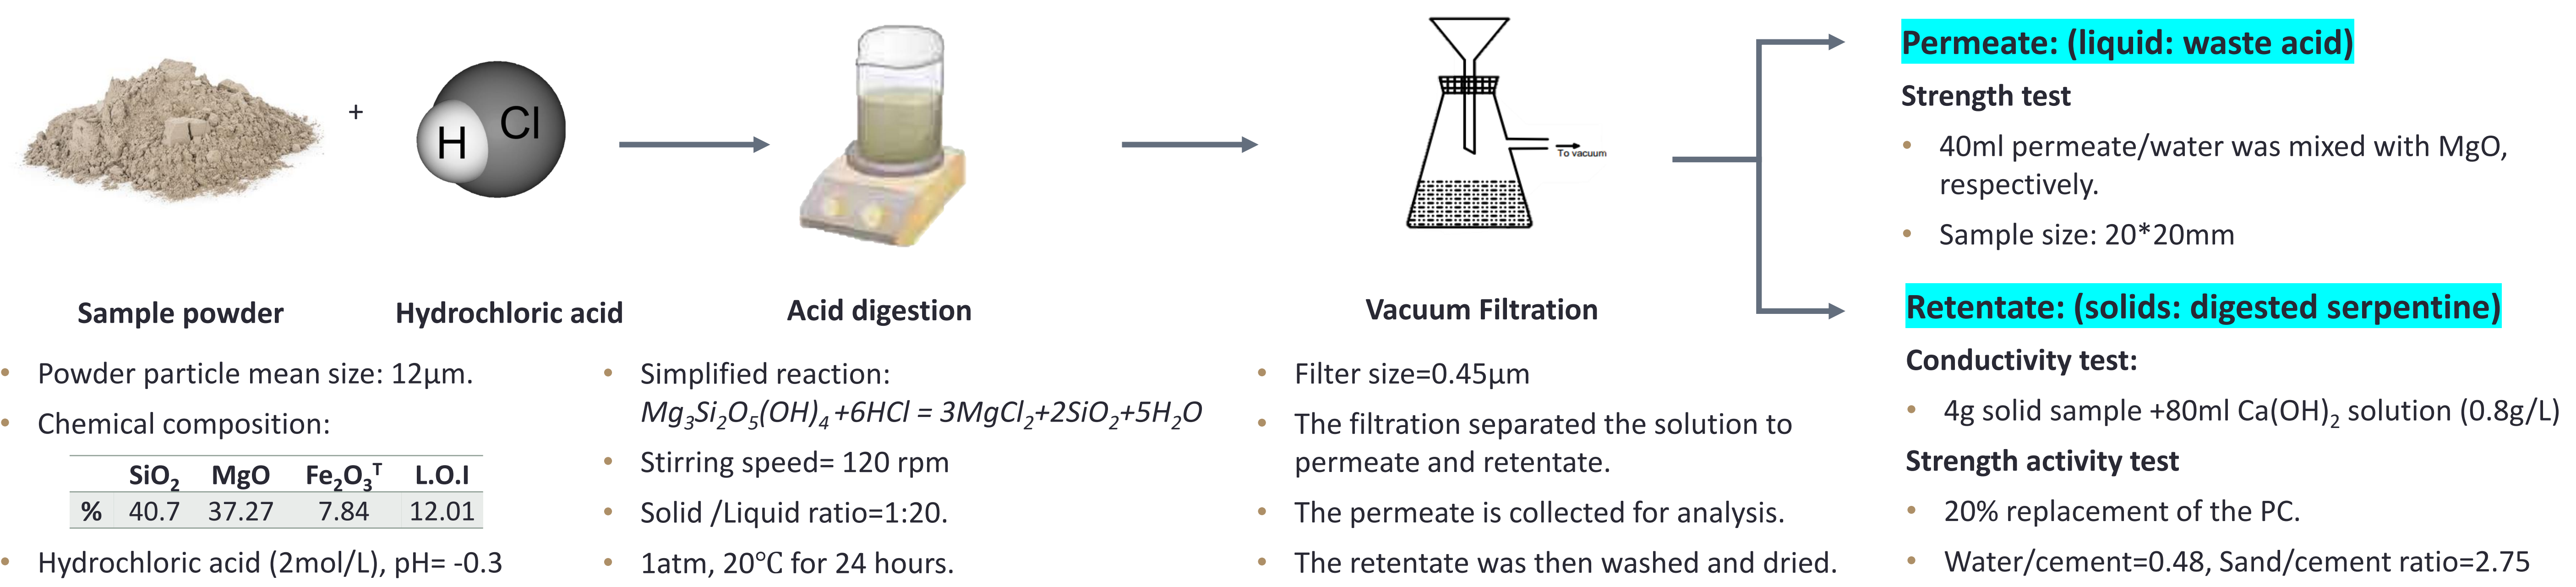 +
H
Cl
To vacuum
Sample powder
Hydrochloric acid
• Powder particle mean size: 12μm.
• Chemical composition:
SiO₂ MgO Fe₂O₃ᵀ L.O.I
% 40.7 37.27 7.84 12.01
• Hydrochloric acid (2mol/L), pH= -0.3
Acid digestion
• Simplified reaction:
Mg₃Si₂O₅(OH)₄ +6HCl = 3MgCl₂+2SiO₂+5H₂O
• Stirring speed= 120 rpm
• Solid /Liquid ratio=1:20.
• 1atm, 20℃ for 24 hours.
Vacuum Filtration
• Filter size=0.45μm
• The filtration separated the solution to
permeate and retentate.
• The permeate is collected for analysis.
• The retentate was then washed and dried.
Permeate: (liquid: waste acid)
Strength test
• 40ml permeate/water was mixed with MgO,
respectively.
• Sample size: 20*20mm
Retentate: (solids: digested serpentine)
Conductivity test:
• 4g solid sample +80ml Ca(OH)₂ solution (0.8g/L)
Strength activity test
• 20% replacement of the PC.
• Water/cement=0.48, Sand/cement ratio=2.75